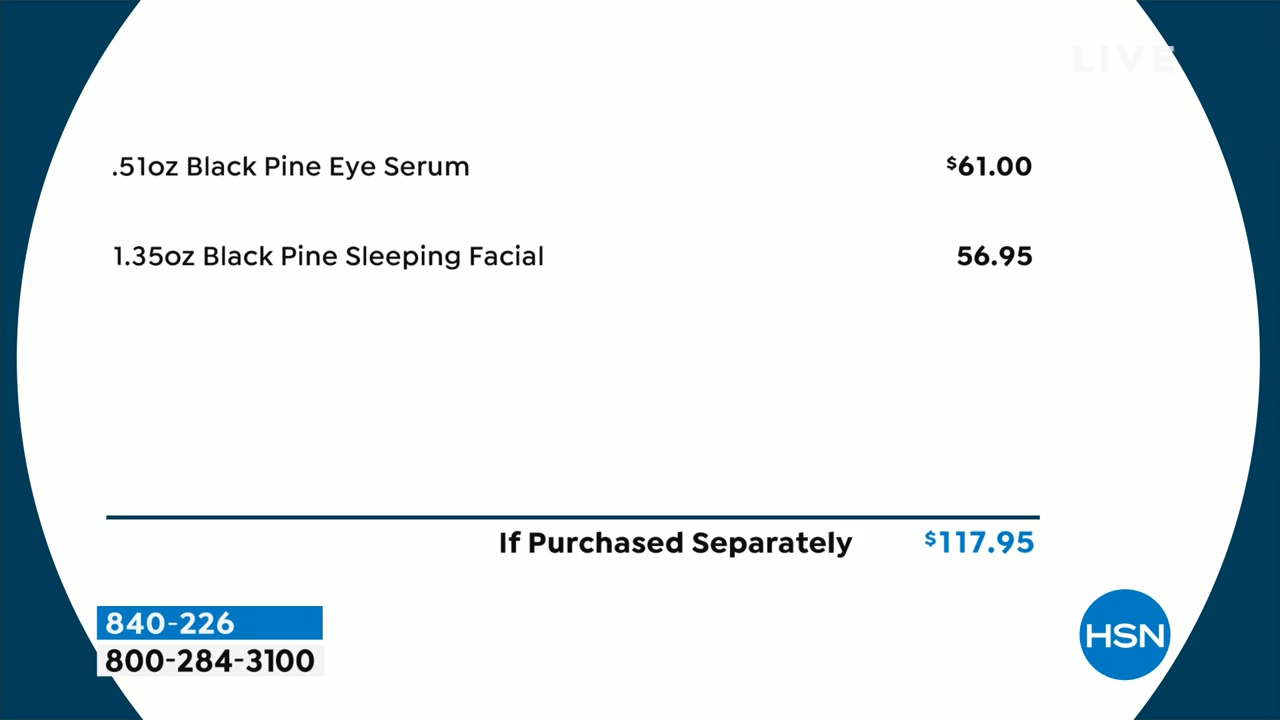 LIVE
.51oz Black Pine Eye Serum $61.00
1.35oz Black Pine Sleeping Facial 56.95
If Purchased Separately $117.95
840-226
800-284-3100
HSN